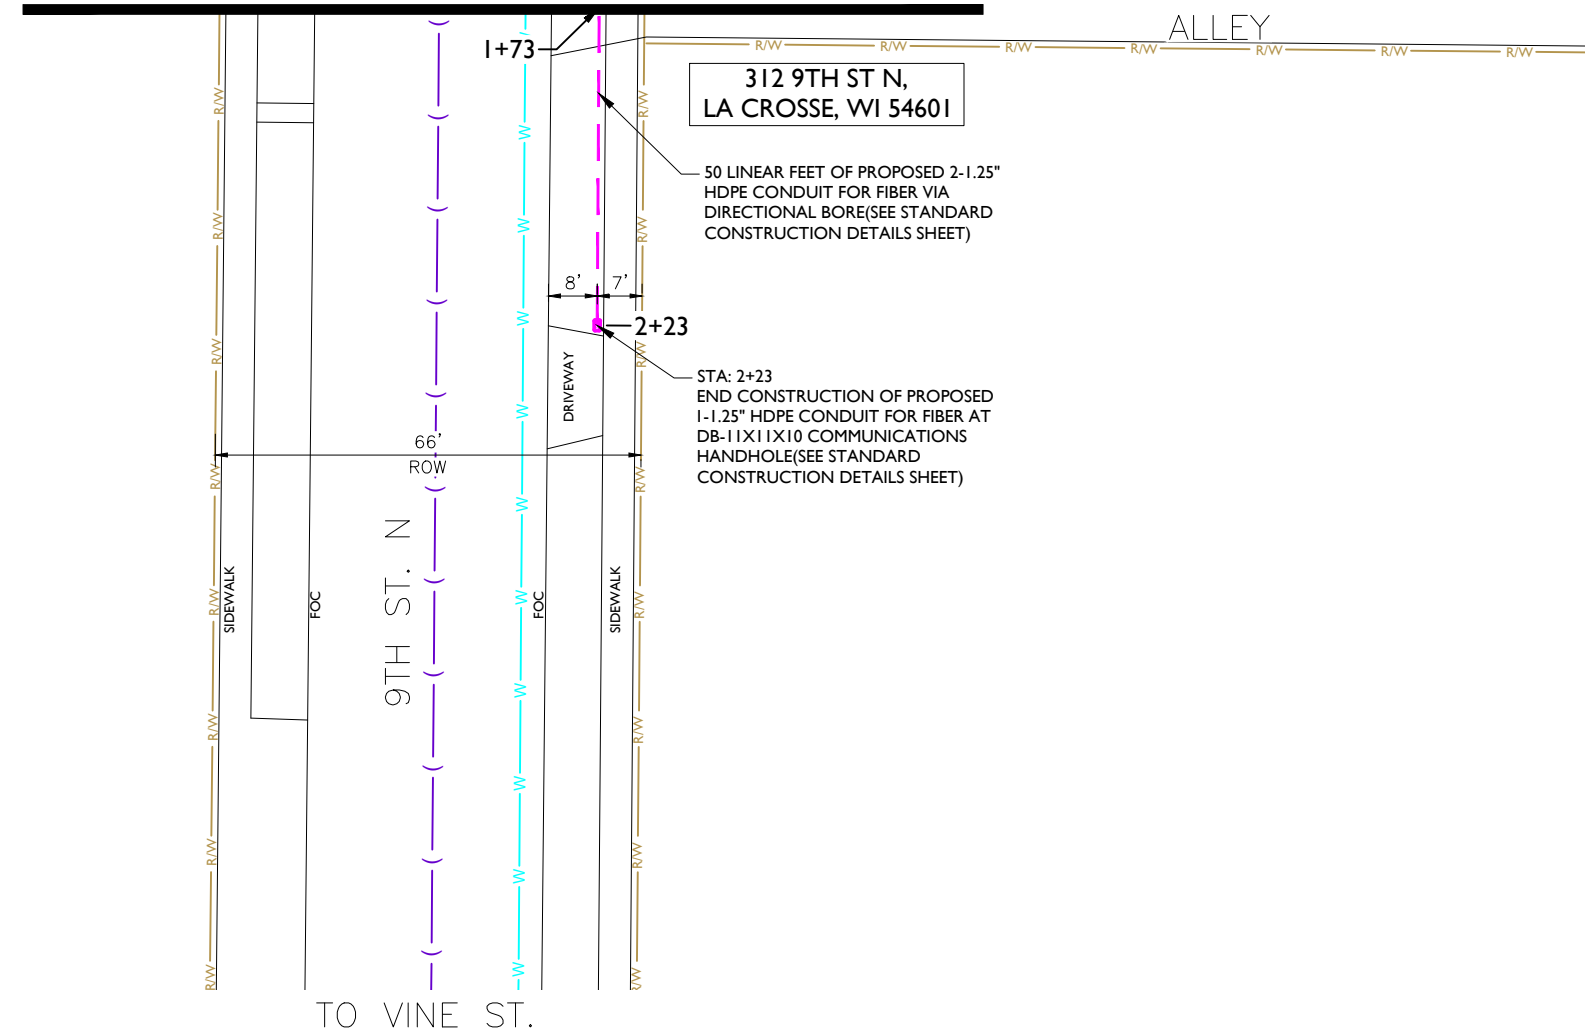 ALLEY
1+73
R/W R/W R/W R/W R/W R/W R/W
312 9TH ST N,
LA CROSSE, WI 54601
50 LINEAR FEET OF PROPOSED 2-1.25"
HDPE CONDUIT FOR FIBER VIA
DIRECTIONAL BORE(SEE STANDARD
CONSTRUCTION DETAILS SHEET)
8' 7'
2+23
STA: 2+23
END CONSTRUCTION OF PROPOSED
1-1.25" HDPE CONDUIT FOR FIBER AT
DB-11X11X10 COMMUNICATIONS
HANDHOLE(SEE STANDARD
CONSTRUCTION DETAILS SHEET)
DRIVEWAY
66'
ROW
9TH ST. N
SIDEWALK
FOC
FOC
SIDEWALK
R/W R/W R/W R/W R/W R/W R/W R/W
W W W W W W W W W W
R/W R/W R/W R/W R/W R/W R/W R/W
TO VINE ST.